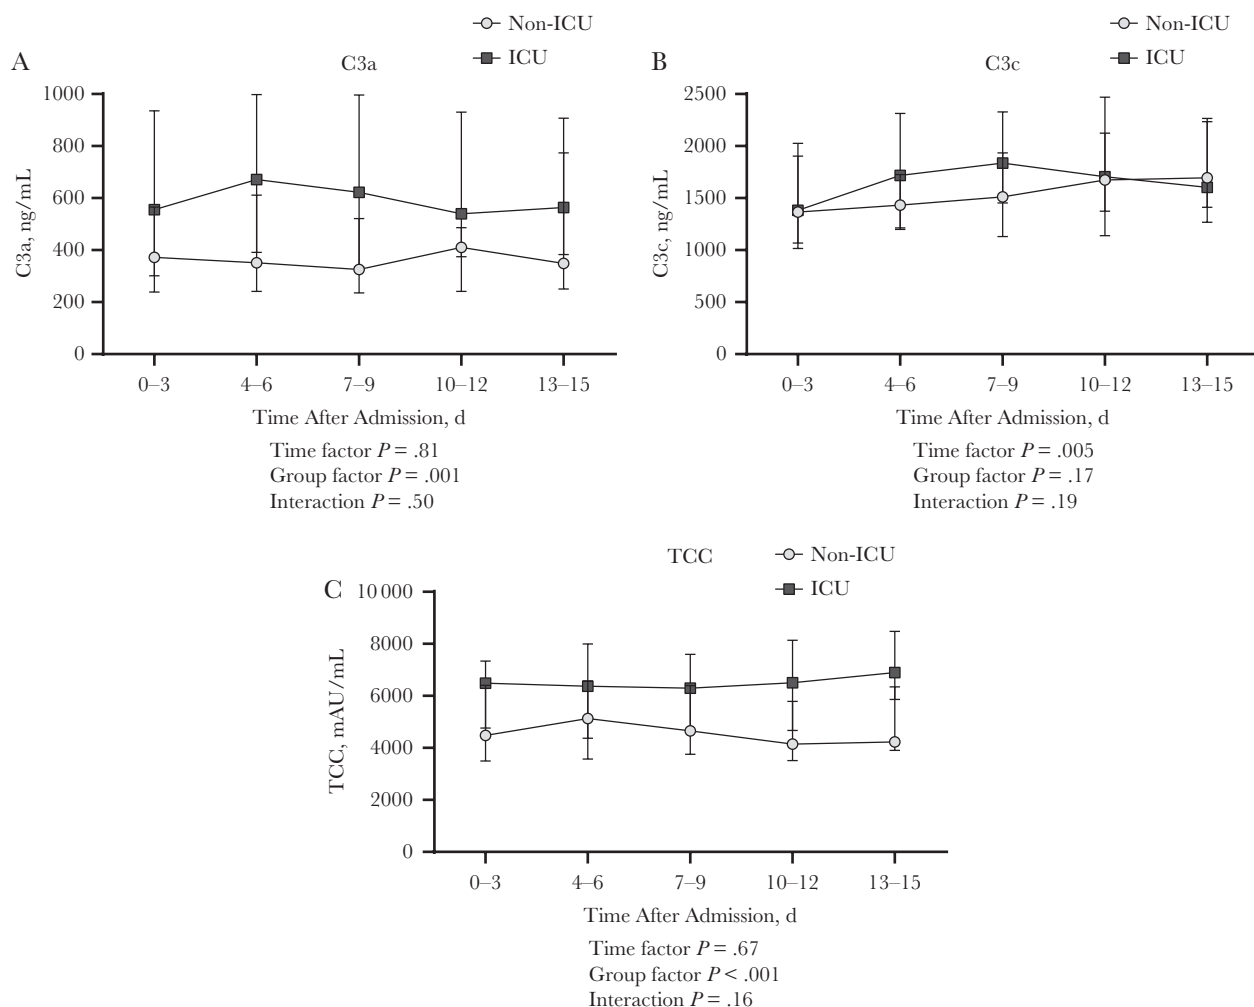 Non-ICU
ICU
A
C3a
C3a, ng/mL
1000
800
600
400
200
0
0–3
4–6
7–9
10–12
13–15
Time After Admission, d
Time factor P = .81
Group factor P = .001
Interaction P = .50
Non-ICU
ICU
B
C3c
C3c, ng/mL
2500
2000
1500
1000
500
0
0–3
4–6
7–9
10–12
13–15
Time After Admission, d
Time factor P = .005
Group factor P = .17
Interaction P = .19
TCC
Non-ICU
ICU
C
TCC, mAU/mL
10 000
8000
6000
4000
2000
0
0–3
4–6
7–9
10–12
13–15
Time After Admission, d
Time factor P = .67
Group factor P < .001
Interaction P = .16